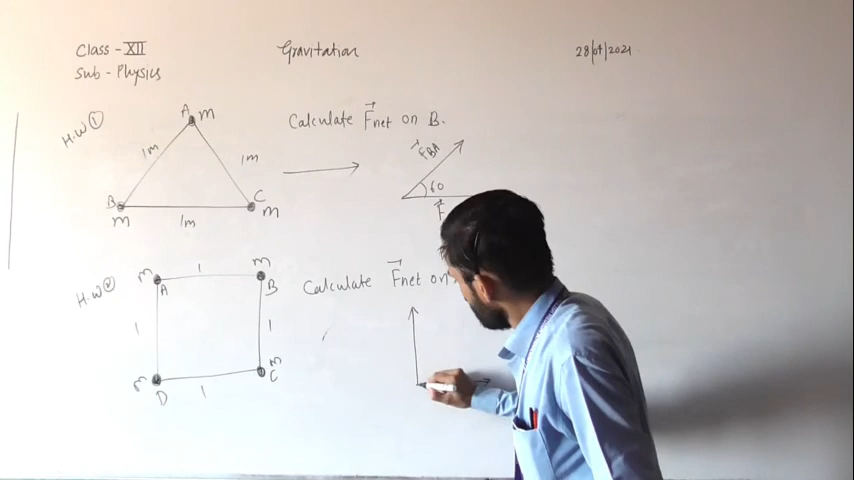 Class - XII
Gravitation
28/07/2021
Sub - Physics
H.W ①
A m
1m
1m
Calculate F⃗net on B.
F⃗BA
60
B
m
1m
C
m
F⃗
H.W ②
m
A
1
m
B
Calculate F⃗net on
1
1
m
D
1
m
C